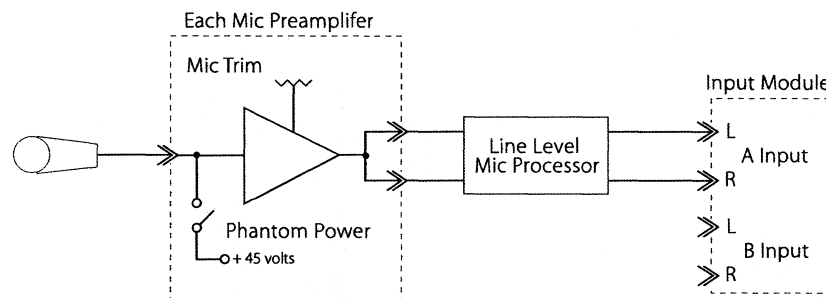 Each Mic Preamplifer
Mic Trim
Input Module
Line Level
Mic Processor
L
A Input
R
Phantom Power
+ 45 volts
L
B Input
R